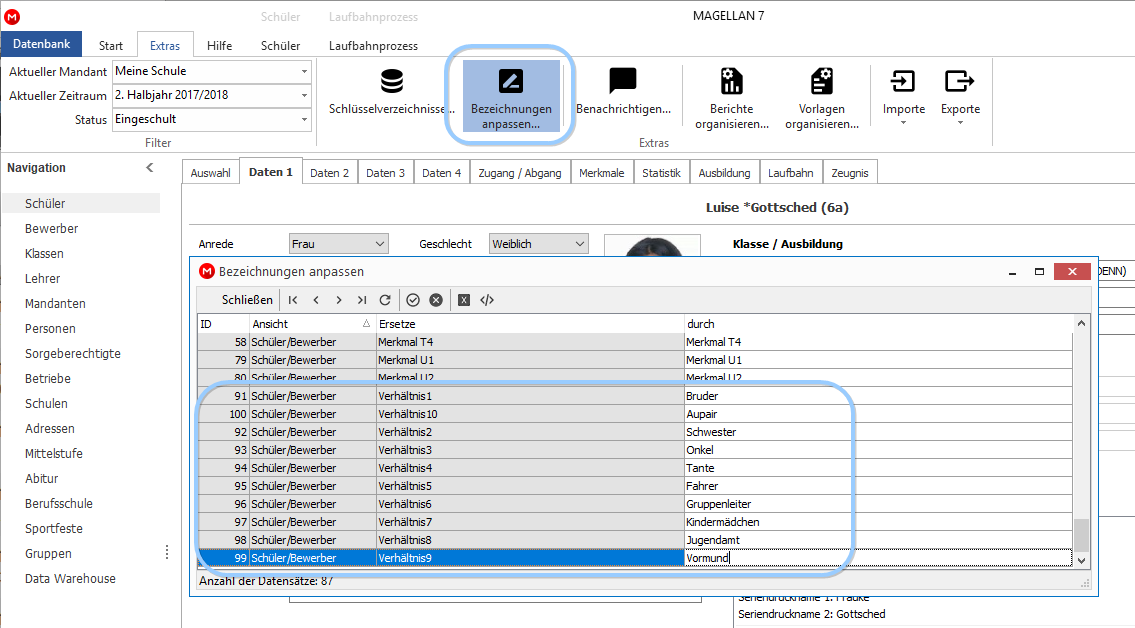 M
Schüler
Laufbahnprozess
MAGELLAN 7
Datenbank
Start
Extras
Hilfe
Schüler
Laufbahnprozess
Aktueller Mandant
Meine Schule
Aktueller Zeitraum
2. Halbjahr 2017/2018
Status
Eingeschult
Filter
Schlüsselverzeichnisse...
Bezeichnungen
anpassen...
Benachrichtigen...
Berichte
organisieren...
Vorlagen
organisieren...
Importe
Exporte
Extras
Navigation
Schüler
Bewerber
Klassen
Lehrer
Mandanten
Personen
Sorgeberechtigte
Betriebe
Schulen
Adressen
Mittelstufe
Abitur
Berufsschule
Sportfeste
Gruppen
Data Warehouse
Auswahl
Daten 1
Daten 2
Daten 3
Daten 4
Zugang / Abgang
Merkmale
Statistik
Ausbildung
Laufbahn
Zeugnis
Luise *Gottsched (6a)
Anrede
Frau
Geschlecht
Weiblich
Klasse / Ausbildung
M Bezeichnungen anpassen
DENN)
Schließen
ID Ansicht Ersetze durch
58 Schüler/Bewerber Merkmal T4 Merkmal T4
79 Schüler/Bewerber Merkmal U1 Merkmal U1
80 Schüler/Bewerber Merkmal U2 Merkmal U2
91 Schüler/Bewerber Verhältnis1 Bruder
100 Schüler/Bewerber Verhältnis10 Aupair
92 Schüler/Bewerber Verhältnis2 Schwester
93 Schüler/Bewerber Verhältnis3 Onkel
94 Schüler/Bewerber Verhältnis4 Tante
95 Schüler/Bewerber Verhältnis5 Fahrer
96 Schüler/Bewerber Verhältnis6 Gruppenleiter
97 Schüler/Bewerber Verhältnis7 Kindermädchen
98 Schüler/Bewerber Verhältnis8 Jugendamt
99 Schüler/Bewerber Verhältnis9 Vormund
Anzahl der Datensätze: 87
Seriendruckname 1: Frauke
Seriendruckname 2: Gottsched